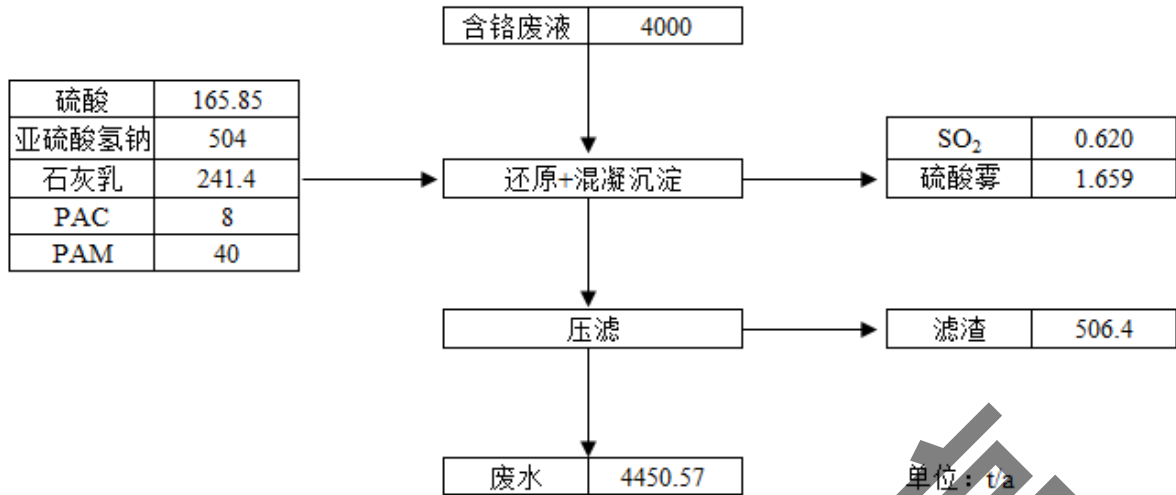 含铬废液 4000
硫酸 165.85
亚硫酸氢钠 504
石灰乳 241.4
PAC 8
PAM 40
还原+混凝沉淀
SO₂ 0.620
硫酸雾 1.659
压滤
滤渣 506.4
废水 4450.57
单位：t/a